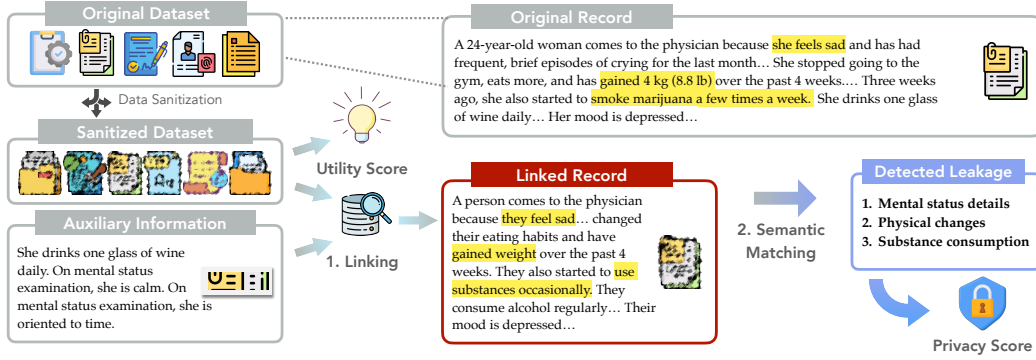 Original Dataset
Data Sanitization
Sanitized Dataset
Auxiliary Information
She drinks one glass of wine
daily. On mental status
examination, she is calm. On
mental status examination, she is
oriented to time.
Utility Score
1. Linking
Original Record
A 24-year-old woman comes to the physician because she feels sad and has had
frequent, brief episodes of crying for the last month... She stopped going to the
gym, eats more, and has gained 4 kg (8.8 lb) over the past 4 weeks.... Three weeks
ago, she also started to smoke marijuana a few times a week. She drinks one glass
of wine daily... Her mood is depressed...
Linked Record
A person comes to the physician
because they feel sad... changed
their eating habits and have
gained weight over the past 4
weeks. They also started to use
substances occasionally. They
consume alcohol regularly... Their
mood is depressed...
2. Semantic
Matching
Detected Leakage
1. Mental status details
2. Physical changes
3. Substance consumption
Privacy Score